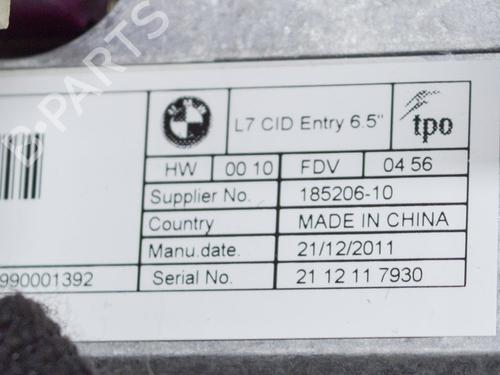 L7 CID Entry 6.5"
tpo
HW 00 10 FDV 04 56
Supplier No. 185206-10
Country MADE IN CHINA
Manu.date. 21/12/2011
990001392 Serial No. 21 12 11 7930
B-PARTS